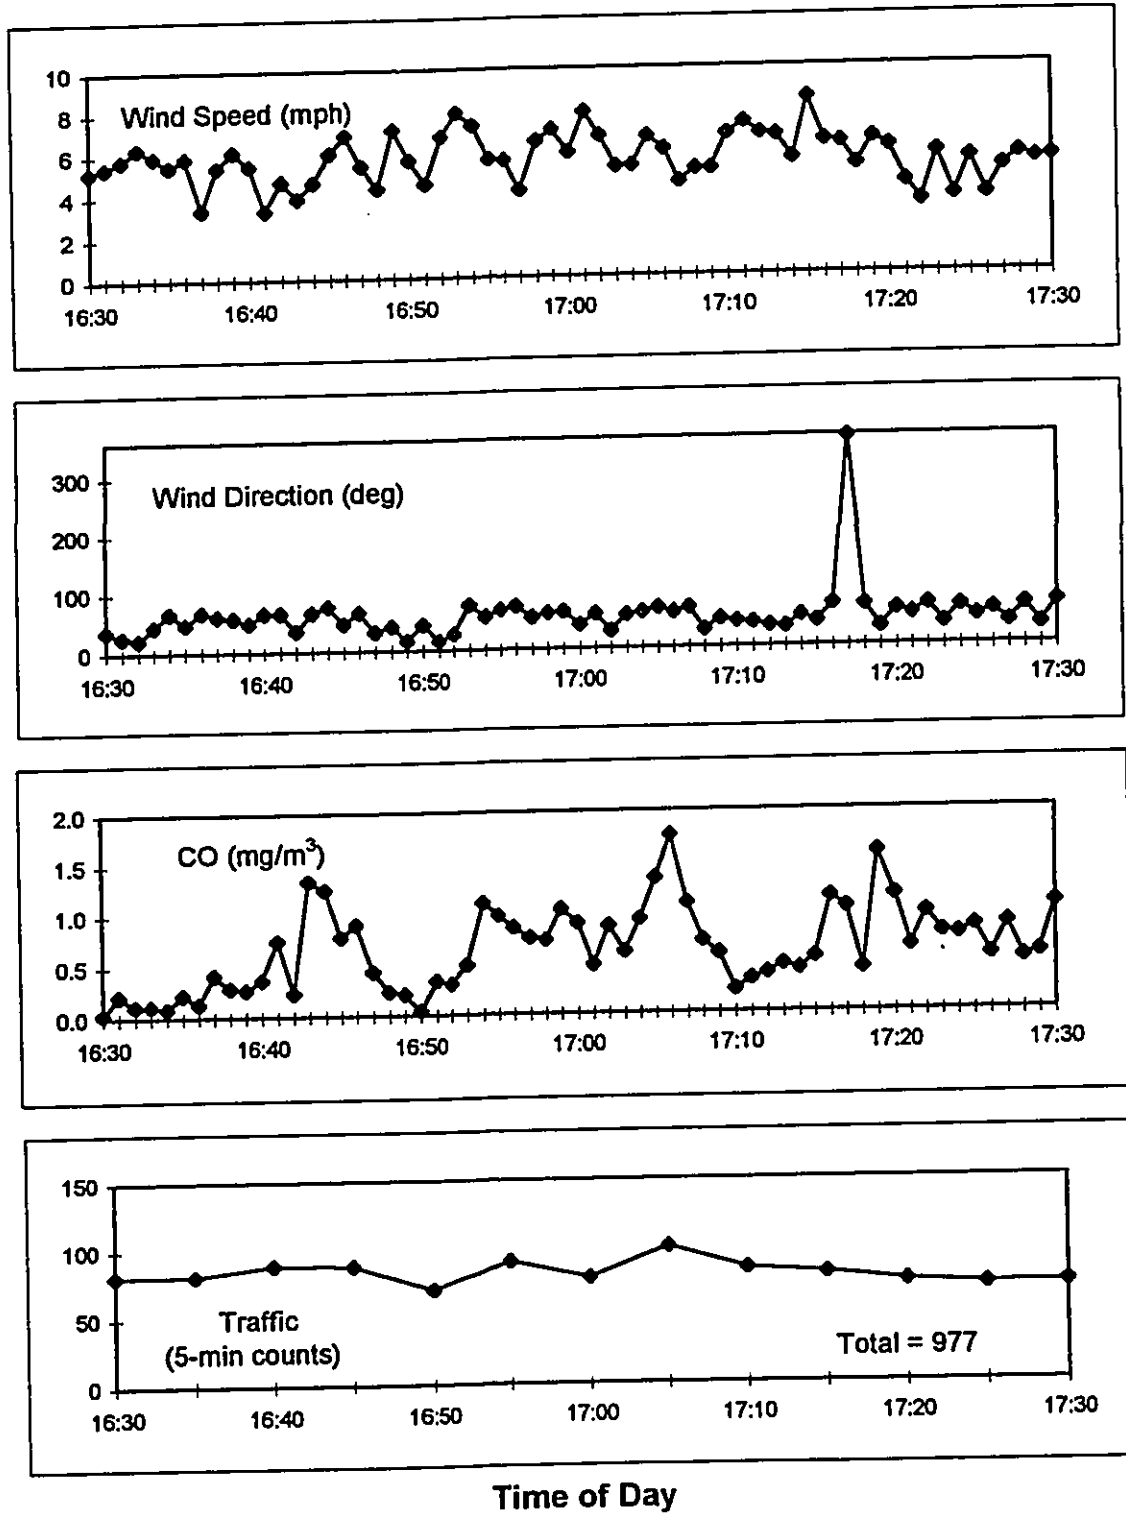 10
Wind Speed (mph)
8
6
4
2
0
16:30 16:40 16:50 17:00 17:10 17:20 17:30
300
Wind Direction (deg)
200
100
0
16:30 16:40 16:50 17:00 17:10 17:20 17:30
2.0
CO (mg/m³)
1.5
1.0
0.5
0.0
16:30 16:40 16:50 17:00 17:10 17:20 17:30
150
100
50
Traffic
(5-min counts)
Total = 977
0
16:30 16:40 16:50 17:00 17:10 17:20 17:30
Time of Day